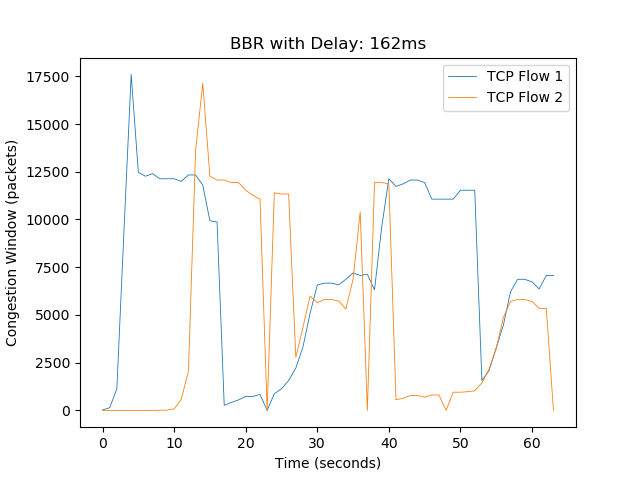 BBR with Delay: 162ms
TCP Flow 1
TCP Flow 2
17500
15000
12500
10000
7500
5000
2500
0
Congestion Window (packets)
0 10 20 30 40 50 60
Time (seconds)